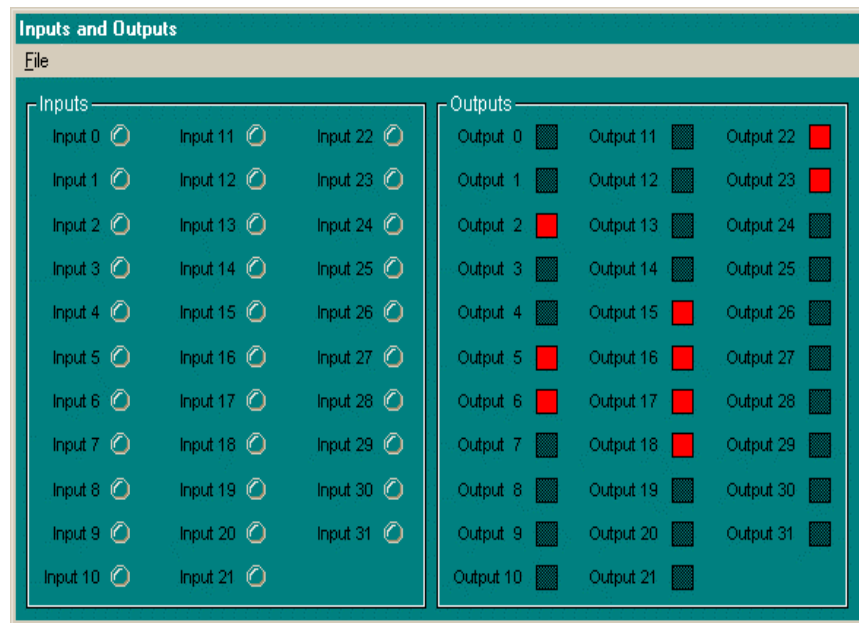 Inputs and Outputs
File
Inputs
Input 0 Input 11 Input 22
Input 1 Input 12 Input 23
Input 2 Input 13 Input 24
Input 3 Input 14 Input 25
Input 4 Input 15 Input 26
Input 5 Input 16 Input 27
Input 6 Input 17 Input 28
Input 7 Input 18 Input 29
Input 8 Input 19 Input 30
Input 9 Input 20 Input 31
Input 10 Input 21
Outputs
Output 0 Output 11 Output 22
Output 1 Output 12 Output 23
Output 2 Output 13 Output 24
Output 3 Output 14 Output 25
Output 4 Output 15 Output 26
Output 5 Output 16 Output 27
Output 6 Output 17 Output 28
Output 7 Output 18 Output 29
Output 8 Output 19 Output 30
Output 9 Output 20 Output 31
Output 10 Output 21